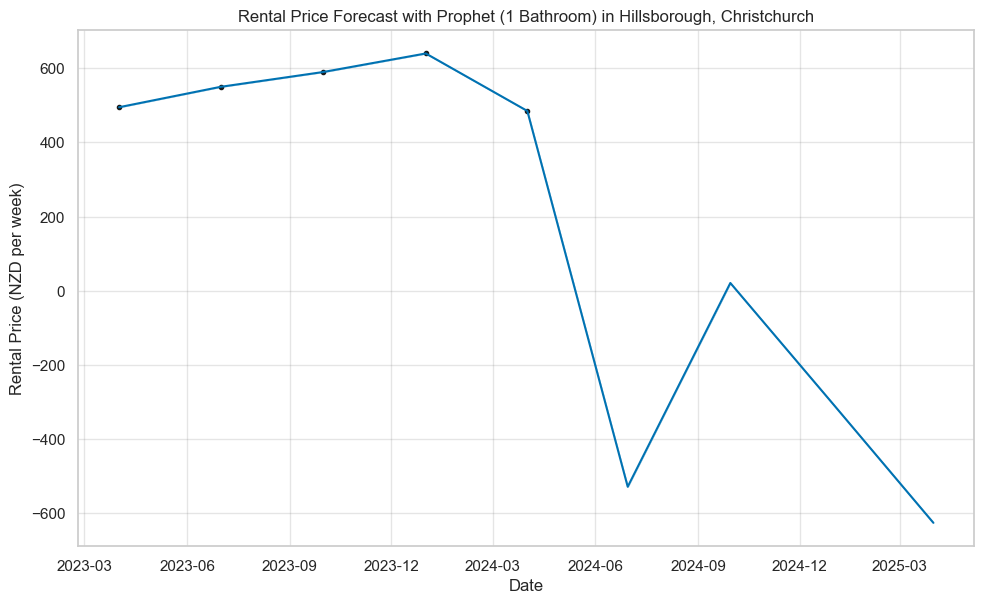 Rental Price Forecast with Prophet (1 Bathroom) in Hillsborough, Christchurch
Rental Price (NZD per week)
600
400
200
0
−200
−400
−600
2023-03 2023-06 2023-09 2023-12 2024-03 2024-06 2024-09 2024-12 2025-03
Date